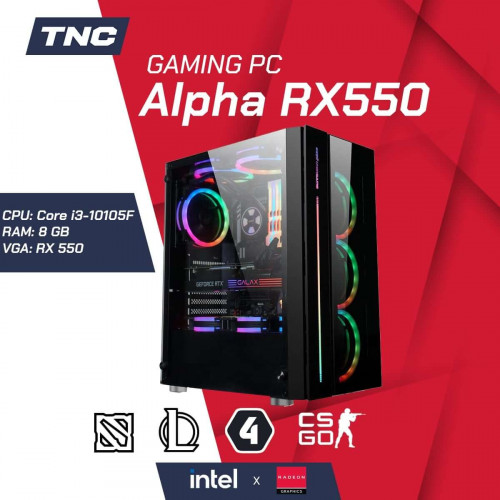 TNC
GAMING PC
Alpha RX550
CPU: Core i3-10105F
RAM: 8 GB
VGA: RX 550
GEFORCE RTX
GALAX
4
CS
GO
intel x RADEON
GRAPHICS